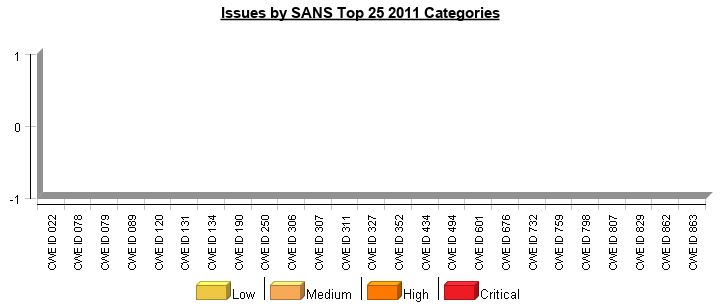 Issues by SANS Top 25 2011 Categories
1
0
-1
CWE ID 022
CWE ID 078
CWE ID 079
CWE ID 089
CWE ID 120
CWE ID 131
CWE ID 134
CWE ID 190
CWE ID 250
CWE ID 306
CWE ID 307
CWE ID 311
CWE ID 327
CWE ID 352
CWE ID 434
CWE ID 494
CWE ID 601
CWE ID 676
CWE ID 732
CWE ID 759
CWE ID 798
CWE ID 807
CWE ID 829
CWE ID 862
CWE ID 863
Low Medium High Critical